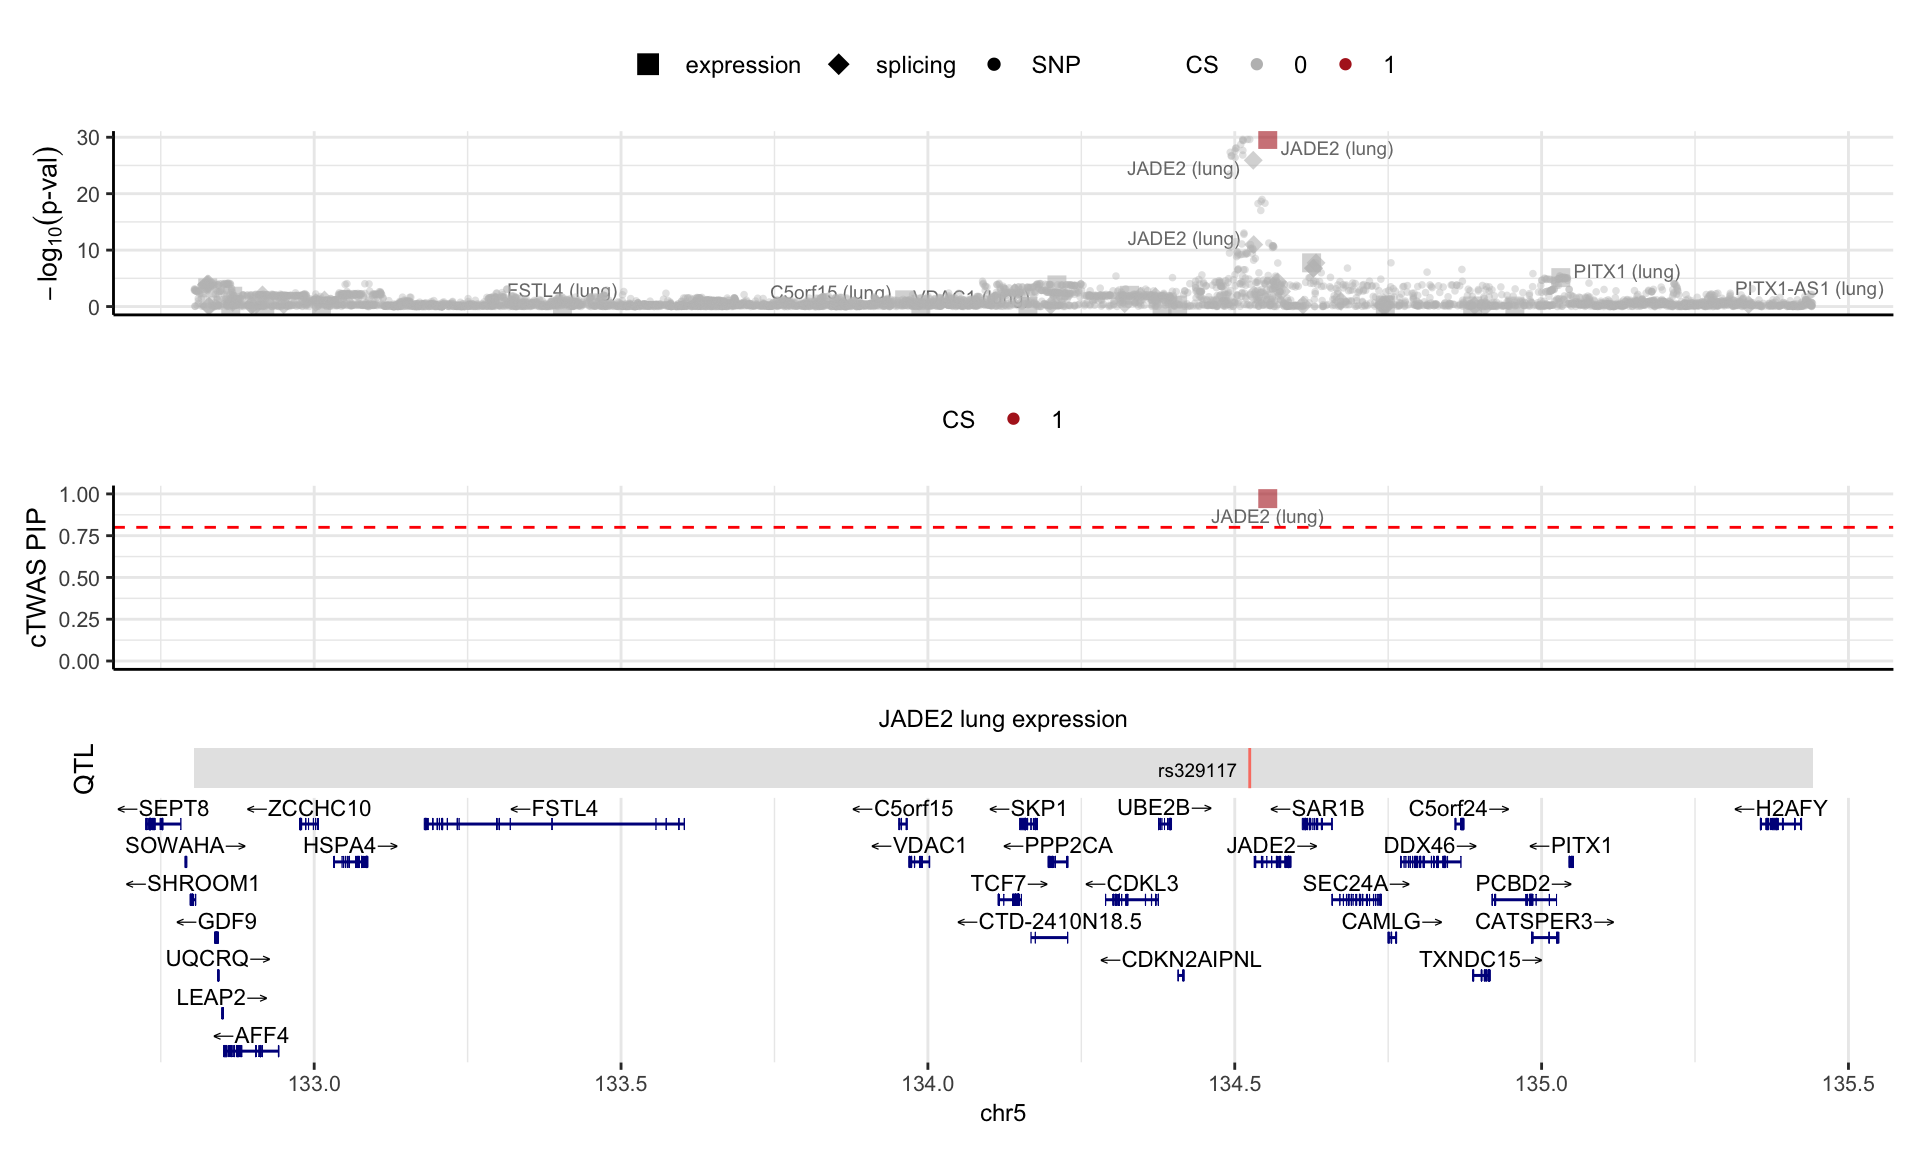 expression splicing SNP CS 0 1
30
20
10
0
−log10(p-val)
JADE2 (lung)
JADE2 (lung)
JADE2 (lung)
FSTL4 (lung)
C5orf15 (lung)
VDAC1 (lung)
PITX1 (lung)
PITX1-AS1 (lung)
CS 1
1.00
0.75
0.50
0.25
0.00
cTWAS PIP
JADE2 (lung)
JADE2 lung expression
QTL
rs329117
←SEPT8 ←ZCCHC10 ←FSTL4 ←C5orf15 ←SKP1 UBE2B→ ←SAR1B C5orf24→ ←H2AFY
SOWAHA→ HSPA4→ ←VDAC1 ←PPP2CA JADE2→ DDX46→ ←PITX1
←SHROOM1 TCF7→ ←CDKL3 SEC24A→ PCBD2→
←GDF9 ←CTD-2410N18.5 CAMLG→ CATSPER3→
UQCRQ→ ←CDKN2AIPNL TXNDC15→
LEAP2→
←AFF4
133.0 133.5 134.0 134.5 135.0 135.5
chr5